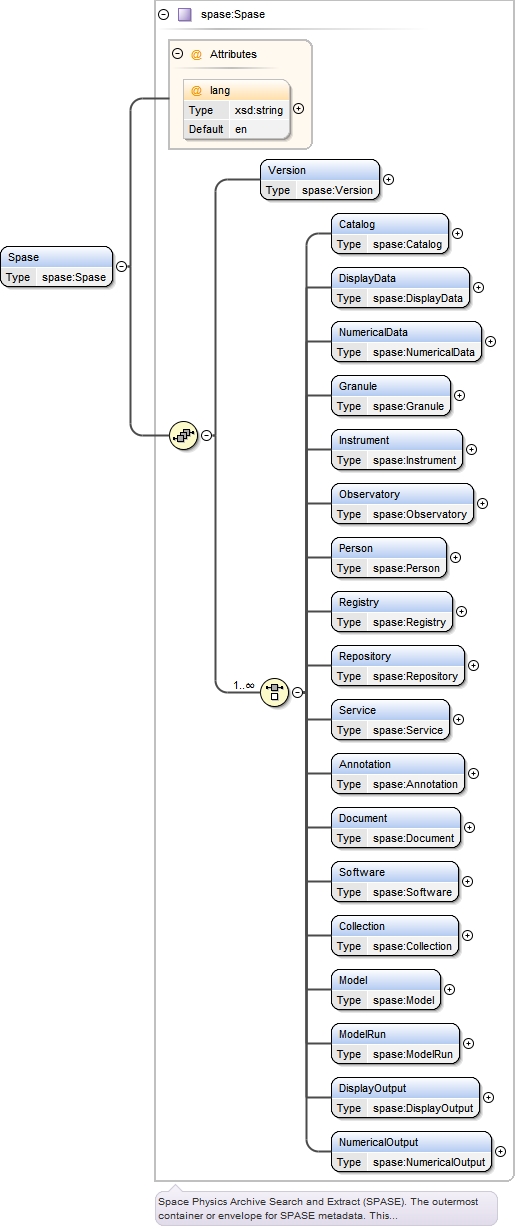 spase:Spase
@ Attributes
@ lang
Type xsd:string
Default en
Version
Type spase:Version
Spase
Type spase:Spase
Catalog
Type spase:Catalog
DisplayData
Type spase:DisplayData
NumericalData
Type spase:NumericalData
Granule
Type spase:Granule
Instrument
Type spase:Instrument
Observatory
Type spase:Observatory
Person
Type spase:Person
Registry
Type spase:Registry
Repository
Type spase:Repository
1..∞
Service
Type spase:Service
Annotation
Type spase:Annotation
Document
Type spase:Document
Software
Type spase:Software
Collection
Type spase:Collection
Model
Type spase:Model
ModelRun
Type spase:ModelRun
DisplayOutput
Type spase:DisplayOutput
NumericalOutput
Type spase:NumericalOutput
Space Physics Archive Search and Extract (SPASE). The outermost
container or envelope for SPASE metadata. This...